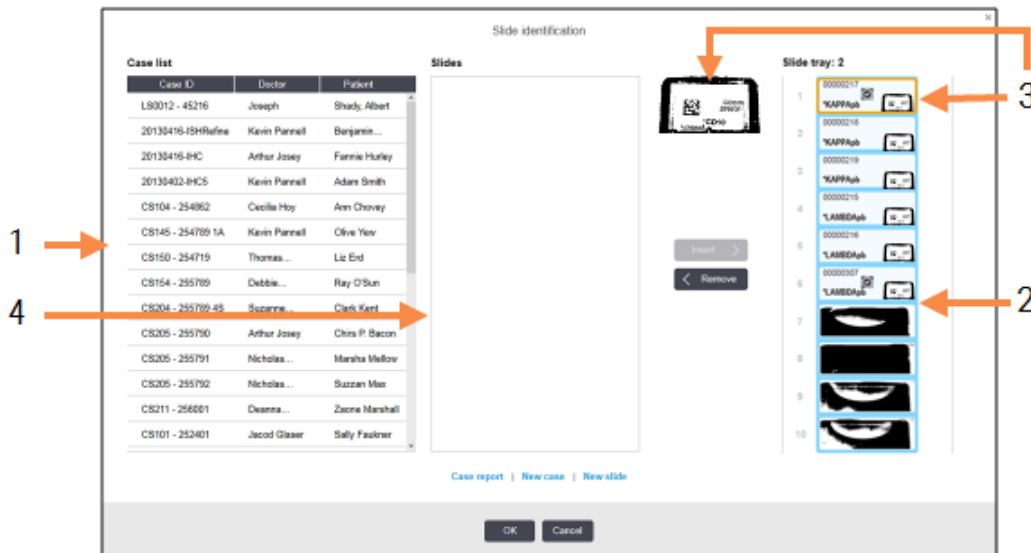 Slide identification
Case list
Slides
Slide tray: 2
Case ID Doctor Patient
LS0012 - 45216 Joseph Shady, Albert
20130416-ISHRefine Kevin Pannell Benjamin...
20130416-IHC Arthur Josey Fannie Hurley
20130402-IHC5 Kevin Pannell Adam Smith
CS104 - 254862 Cecilia Hoy Ann Chovey
CS145 - 254789 1A Kevin Pannell Olive Yew
CS150 - 254719 Thomas... Liz Erd
CS154 - 255789 Debbie... Ray O'Sun
CS204 - 255789 4S Suzanne... Clark Kent
CS205 - 255790 Arthur Josey Chirs P. Bacon
CS205 - 255791 Nicholas... Marsha Mellow
CS205 - 255792 Nicholas... Suzzan Max
CS211 - 256001 Deanna... Zaone Marshall
CS101 - 252401 Jacod Glaser Sally Faukner
*CD10
Insert >
< Remove
1 00000217
*KAPPApb
2 00000218
*KAPPApb
3 00000219
*KAPPApb
4 00000215
*LAMBDApb
5 00000216
*LAMBDApb
6 00000307
*LAMBDApb
7
8
9
10
Case report | New case | New slide
OK Cancel
1
4
3
2